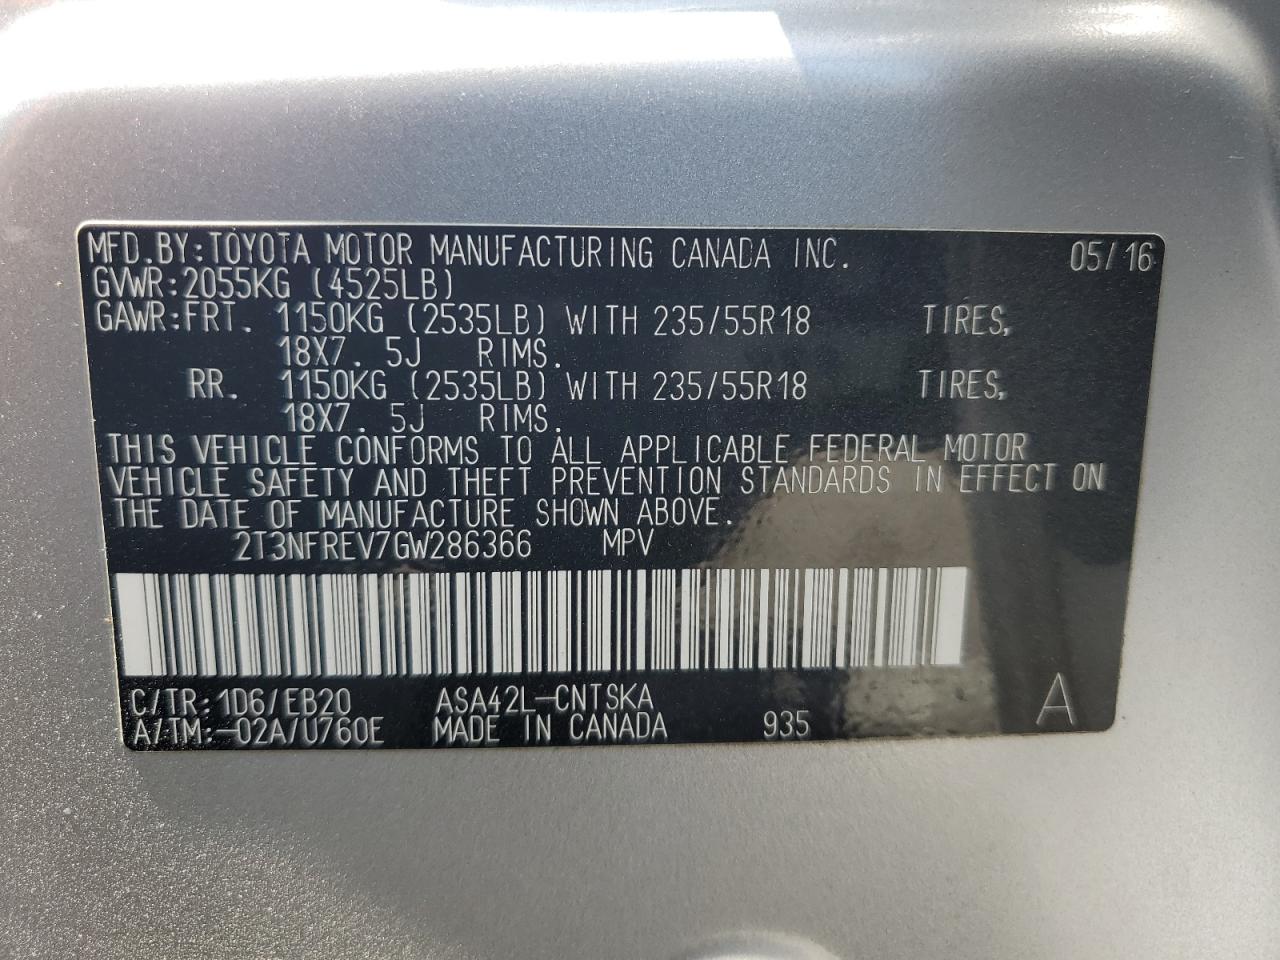 MFD.BY:TOYOTA MOTOR MANUFACTURING CANADA INC. 05/16
GVWR:2055KG (4525LB)
GAWR:FRT. 1150KG (2535LB) WITH 235/55R18 TIRES,
18X7.5J RIMS.
RR. 1150KG (2535LB) WITH 235/55R18 TIRES,
18X7.5J RIMS.
THIS VEHICLE CONFORMS TO ALL APPLICABLE FEDERAL MOTOR
VEHICLE SAFETY AND THEFT PREVENTION STANDARDS IN EFFECT ON
THE DATE OF MANUFACTURE SHOWN ABOVE.
2T3NFREV7GW286366 MPV
C/TR:1D6/EB20 ASA42L-CNTSKA
A/TM:-02A/U760E MADE IN CANADA 935 A